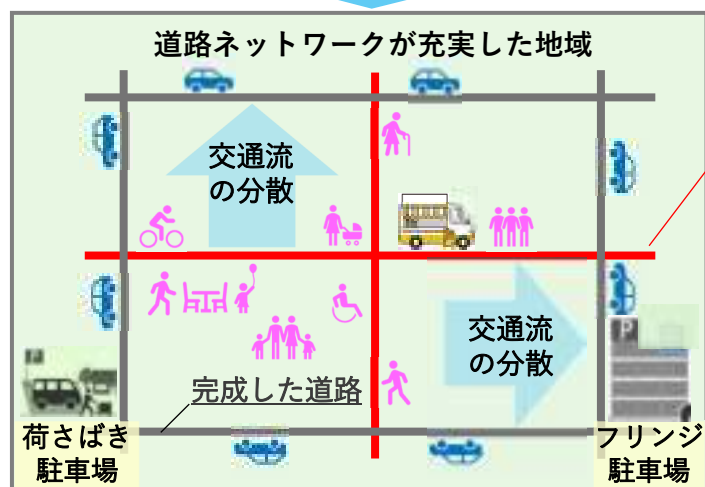 道路ネットワークが充実した地域
交通流
の分散
交通流
の分散
完成した道路
P
荷さばき
駐車場
フリンジ
駐車場